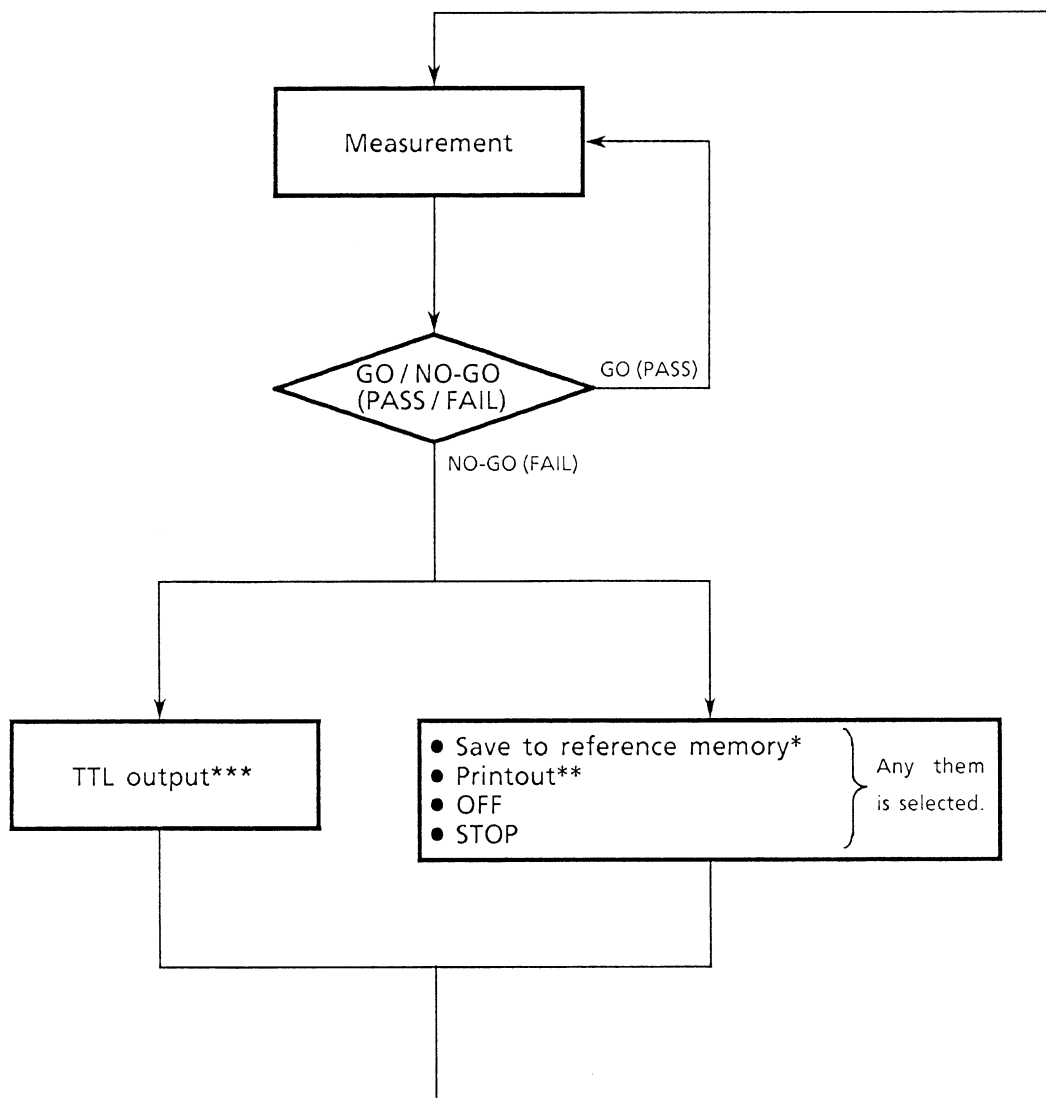 Measurement
GO / NO-GO
(PASS / FAIL)
GO (PASS)
NO-GO (FAIL)
TTL output***
● Save to reference memory*
● Printout**
● OFF
● STOP
Any them
is selected.